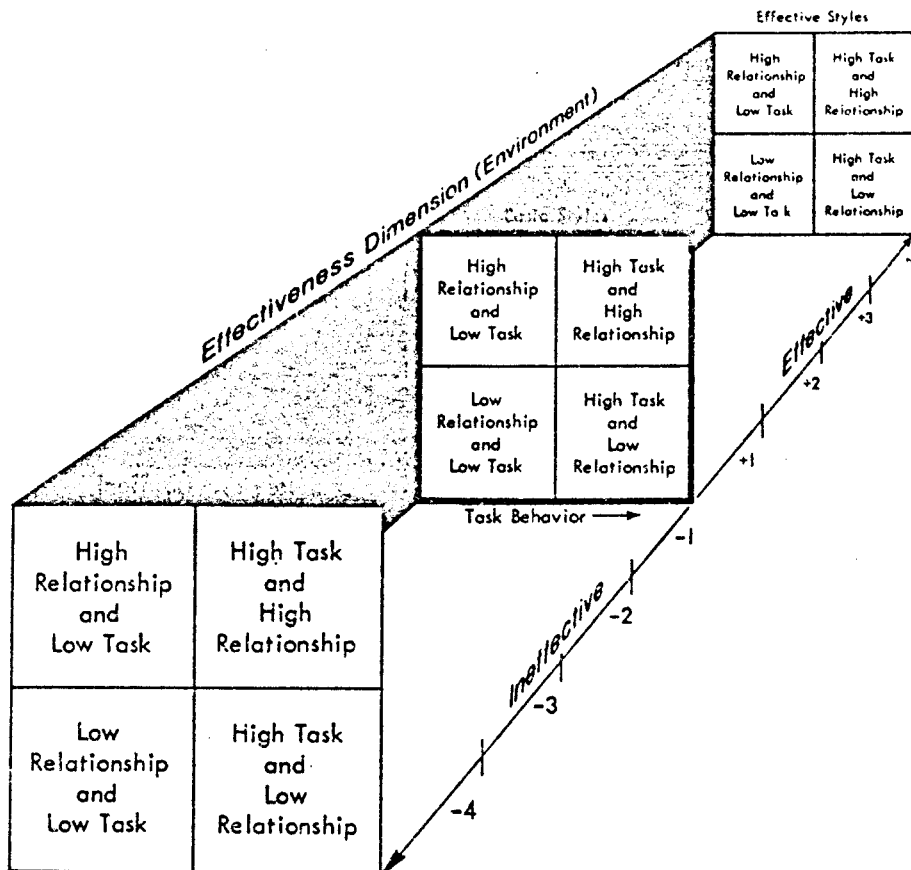 Effective Styles
High
Relationship
and
Low Task
High Task
and
High
Relationship
Low
Relationship
and
Low Task
High Task
and
Low
Relationship
Effectiveness Dimension (Environment)
Styles
High
Relationship
and
Low Task
High Task
and
High
Relationship
Low
Relationship
and
Low Task
High Task
and
Low
Relationship
Task Behavior
High
Relationship
and
Low Task
High Task
and
High
Relationship
Low
Relationship
and
Low Task
High Task
and
Low
Relationship
Effective
+3
+2
+1
Ineffective
-1
-2
-3
-4